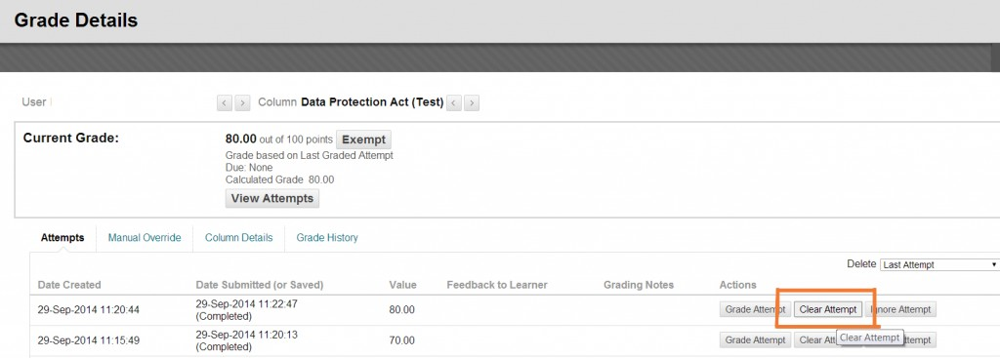 Grade Details
User
< > Column Data Protection Act (Test) < >
Current Grade: 80.00 out of 100 points Exempt
Grade based on Last Graded Attempt
Due: None
Calculated Grade 80.00
View Attempts
Attempts Manual Override Column Details Grade History
Delete Last Attempt
Date Created Date Submitted (or Saved) Value Feedback to Learner Grading Notes Actions
29-Sep-2014 11:20:44 29-Sep-2014 11:22:47 80.00 Grade Attempt Clear Attempt Ignore Attempt
(Completed)
29-Sep-2014 11:15:49 29-Sep-2014 11:20:13 70.00 Grade Attempt Clear Attempt
(Completed)
Clear Attempt